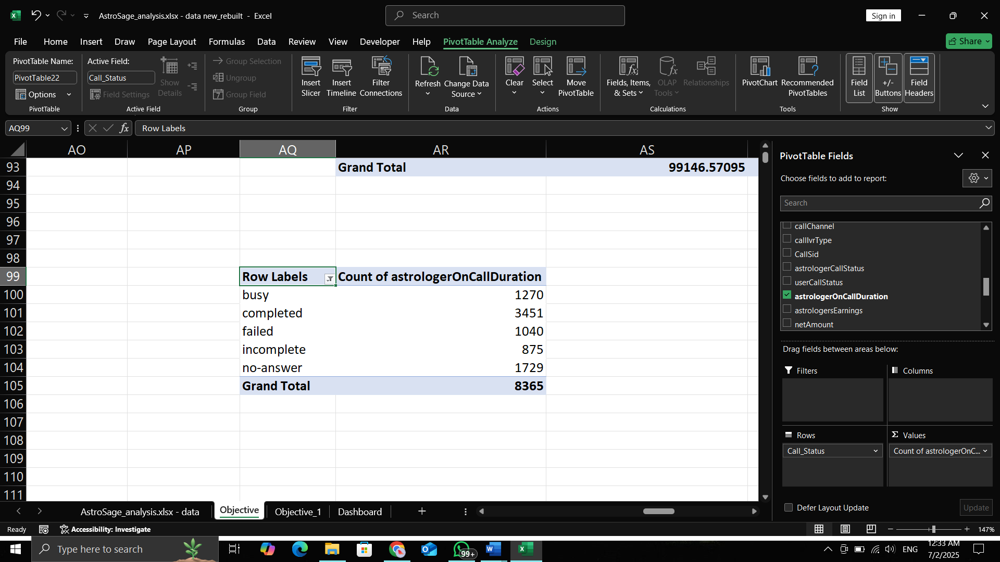 AstroSage_analysis.xlsx - data new_rebuilt - Excel
Search
Sign in
File Home Insert Draw Page Layout Formulas Data Review View Developer Help PivotTable Analyze Design
Share
PivotTable Name:
PivotTable22
Options
PivotTable
Active Field:
Call_Status
Field Settings
Show Details
Active Field
Group Selection
Ungroup
Group Field
Group
Insert Slicer
Insert Timeline
Filter Connections
Filter
Refresh
Change Data Source
Data
Clear
Select
Move PivotTable
Actions
Fields, Items, & Sets
OLAP Tools
Relationships
Calculations
PivotChart
Recommended PivotTables
Tools
Field List
+/- Buttons
Field Headers
Show
AQ99
fx
Row Labels
AO AP AQ AR AS
93 Grand Total 99146.57095
94
95
96
97
98
99 Row Labels Count of astrologerOnCallDuration
100 busy 1270
101 completed 3451
102 failed 1040
103 incomplete 875
104 no-answer 1729
105 Grand Total 8365
106
107
108
109
110
111
PivotTable Fields
Choose fields to add to report:
Search
callChannel
callIvrType
CallSid
astrologerCallStatus
userCallStatus
astrologerOnCallDuration
astrologersEarnings
netAmount
Drag fields between areas below:
Filters
Columns
Rows
Σ Values
Call_Status
Count of astrologerOnC...
Defer Layout Update
Update
AstroSage_analysis.xlsx - data Objective Objective_1 Dashboard
Ready
Accessibility: Investigate
147%
Type here to search
99+
ENG
12:33 AM
7/2/2025